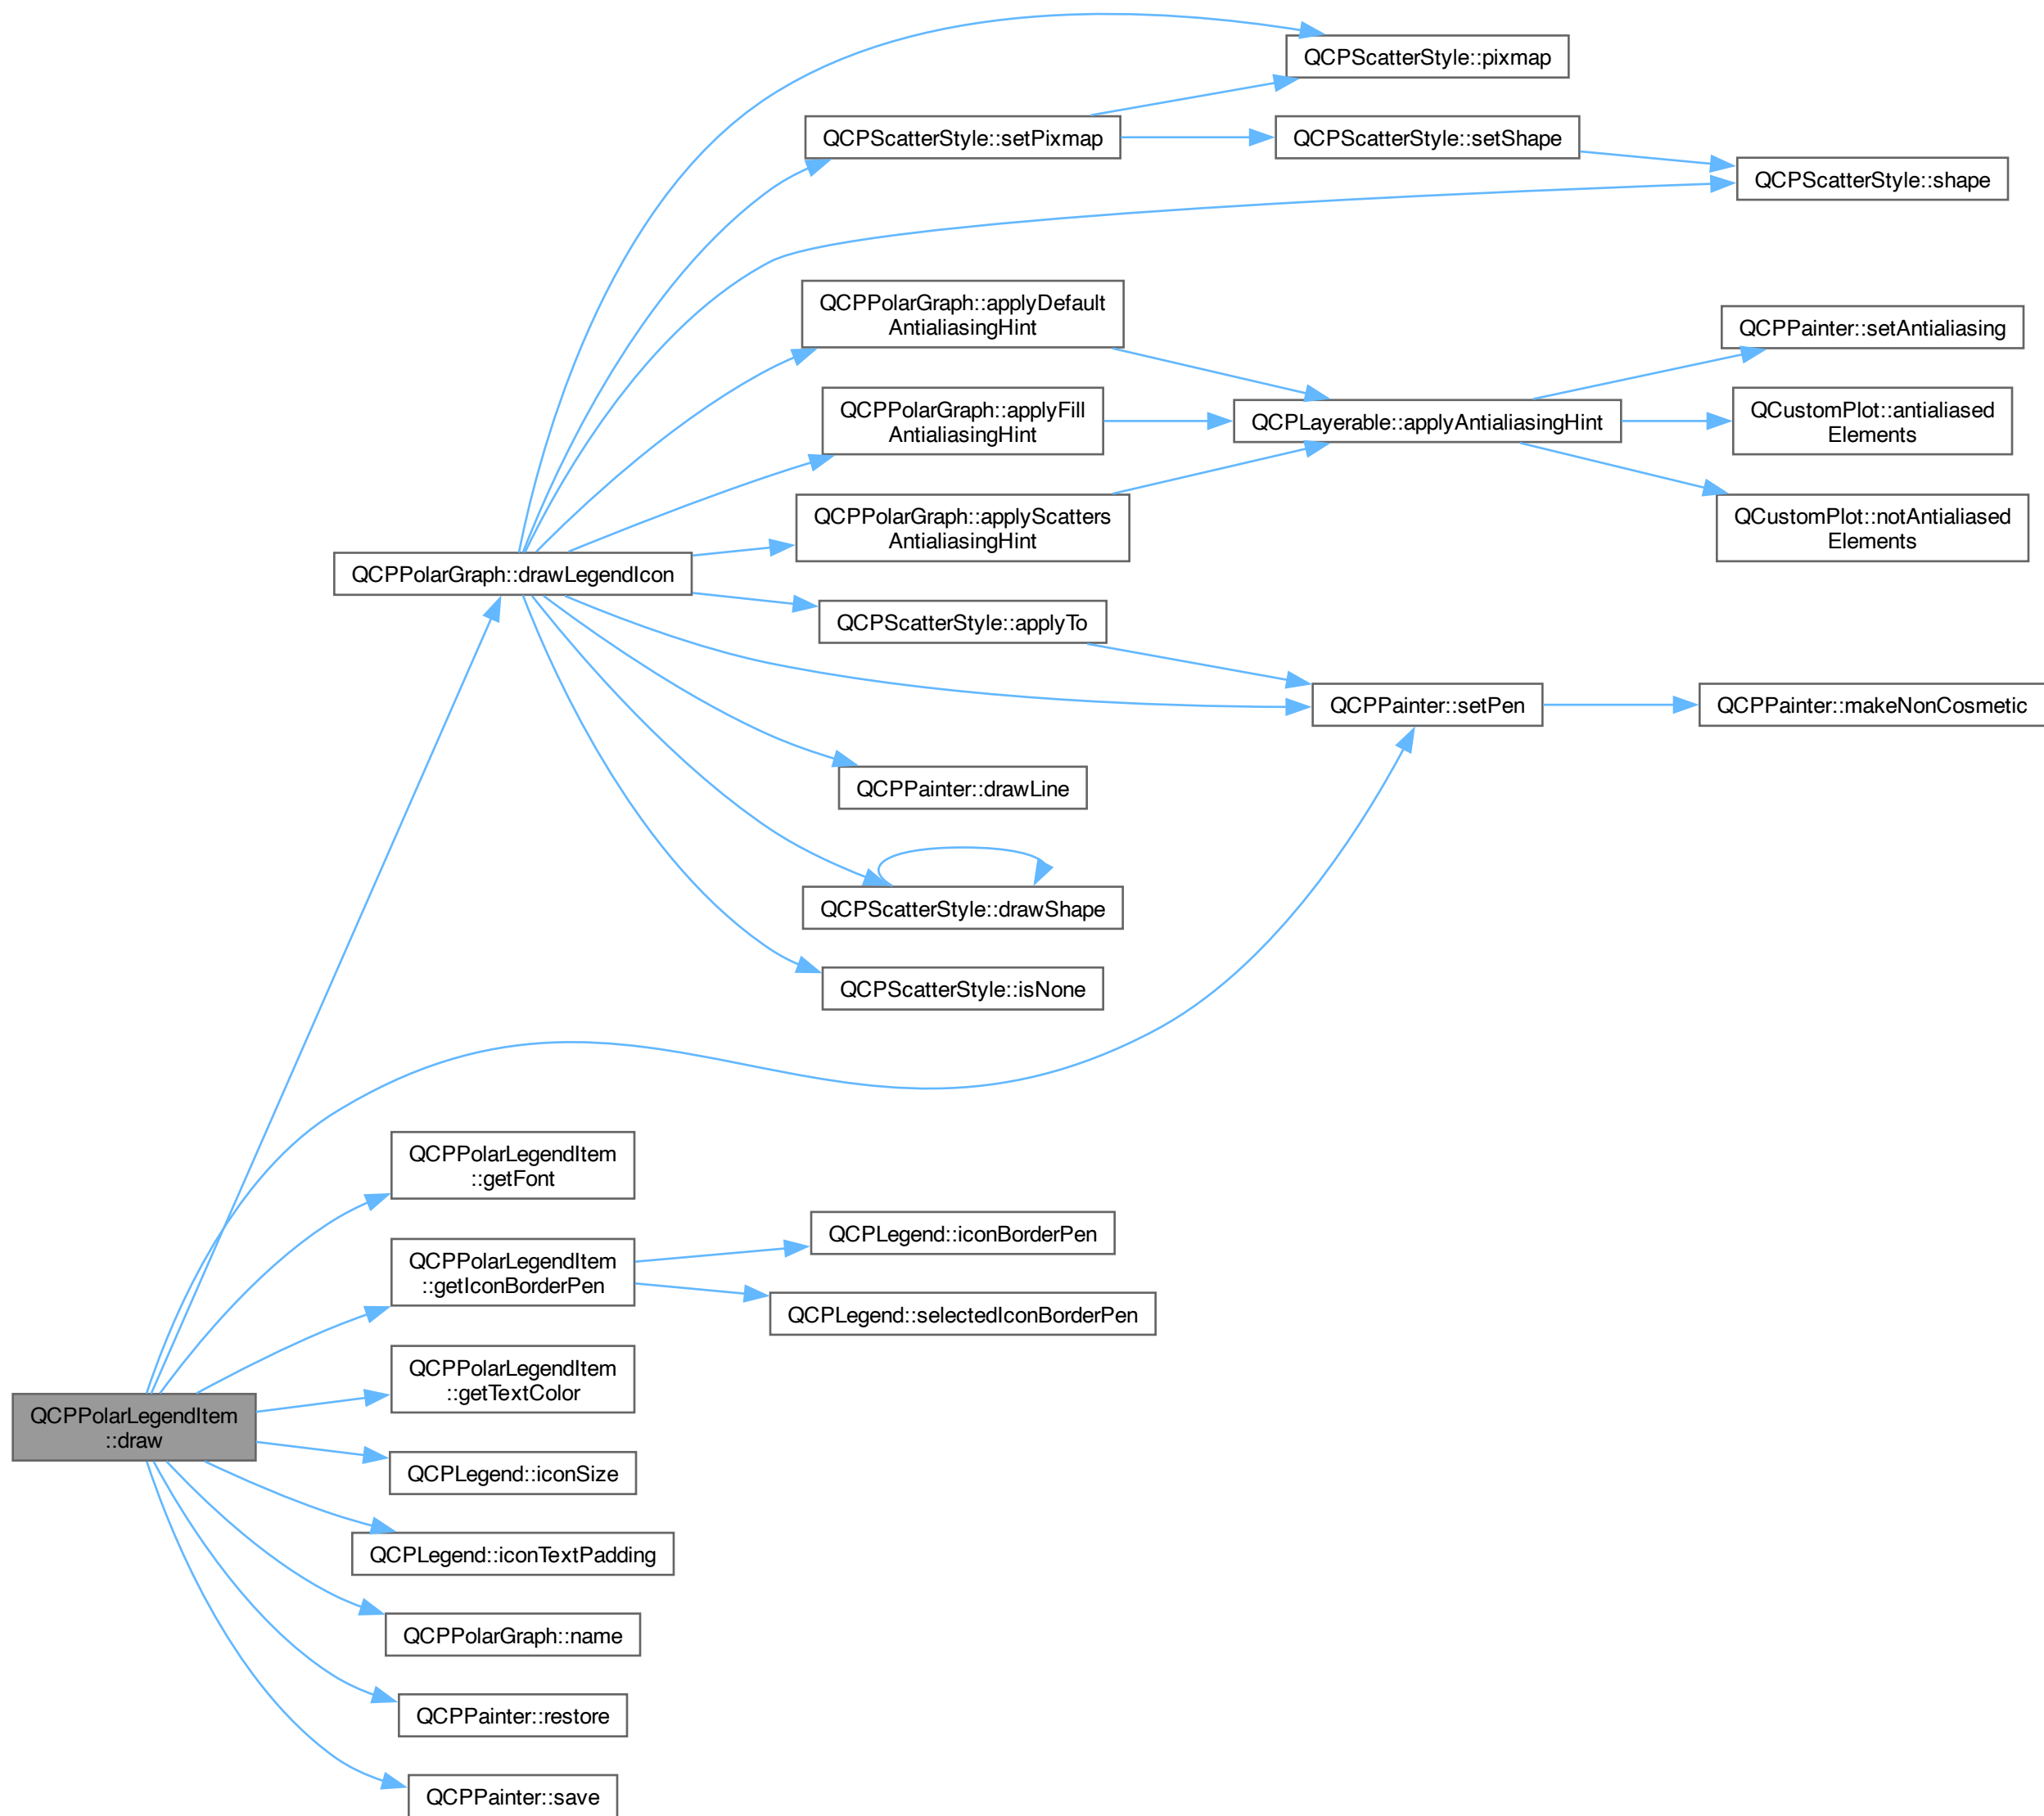 QCPScatterStyle::pixmap
QCPScatterStyle::setPixmap
QCPScatterStyle::setShape
QCPScatterStyle::shape
QCPPolarGraph::applyDefault
AntialiasingHint
QCPPainter::setAntialiasing
QCPPolarGraph::applyFill
AntialiasingHint
QCPLayerable::applyAntialiasingHint
QCustomPlot::antialiased
Elements
QCPPolarGraph::applyScatters
AntialiasingHint
QCustomPlot::notAntialiased
Elements
QCPPolarGraph::drawLegendIcon
QCPScatterStyle::applyTo
QCPPainter::setPen
QCPPainter::makeNonCosmetic
QCPPainter::drawLine
QCPScatterStyle::drawShape
QCPScatterStyle::isNone
QCPPolarLegendItem
::getFont
QCPPolarLegendItem
::getIconBorderPen
QCPLegend::iconBorderPen
QCPLegend::selectedIconBorderPen
QCPPolarLegendItem
::getTextColor
QCPPolarLegendItem
::draw
QCPLegend::iconSize
QCPLegend::iconTextPadding
QCPPolarGraph::name
QCPPainter::restore
QCPPainter::save